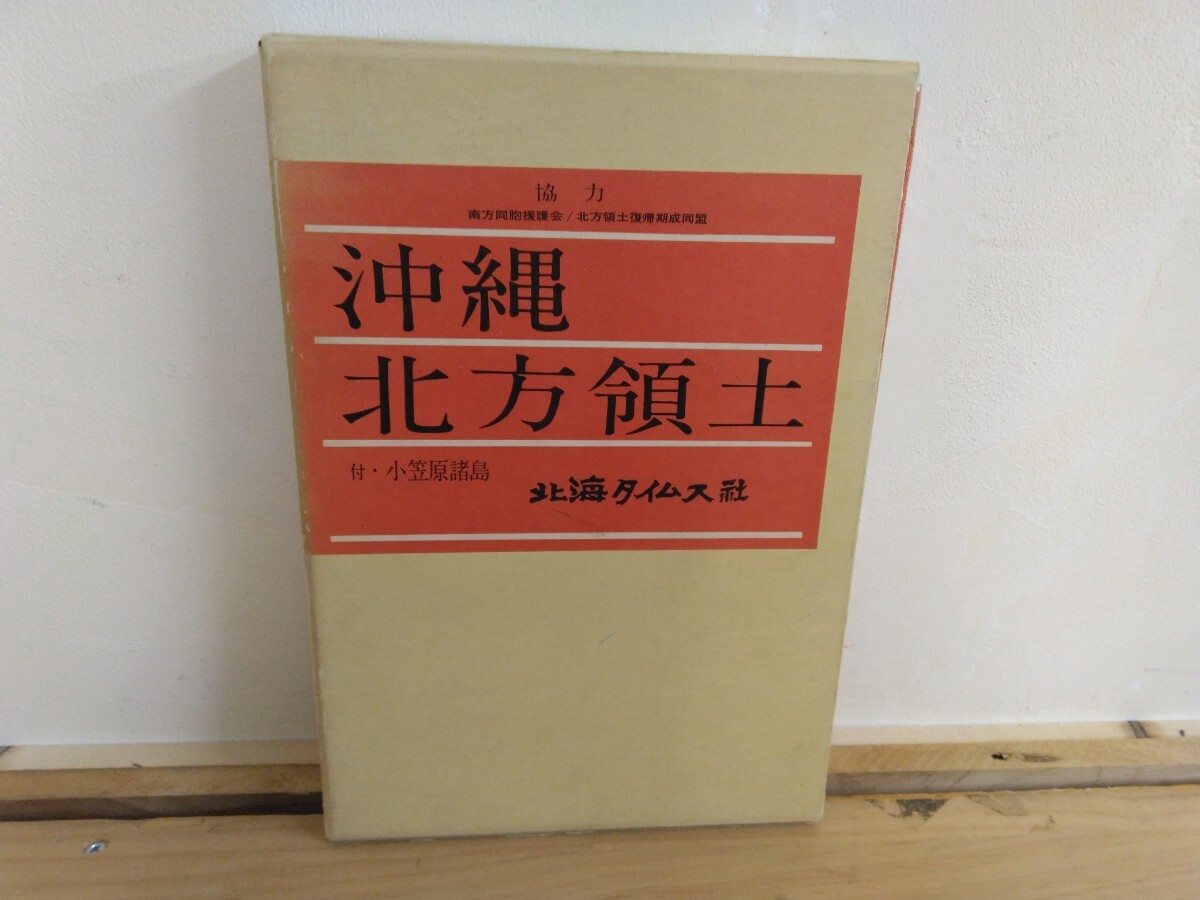 協力
南方同胞援護会/北方領土復帰期成同盟
沖縄
北方領土
付・小笠原諸島
北海タイムス社